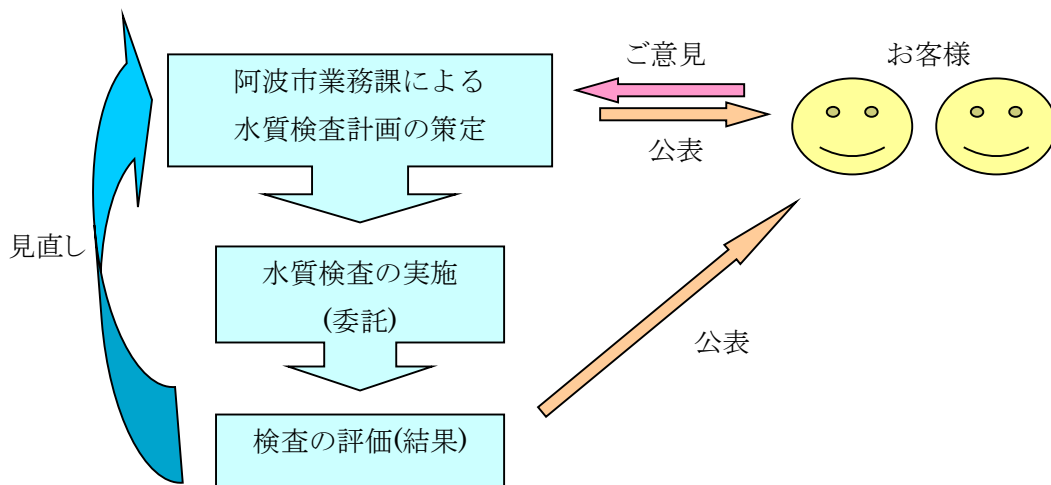 ご意見
お客様
阿波市業務課による
水質検査計画の策定
公表
見直し
水質検査の実施
(委託)
公表
検査の評価(結果)